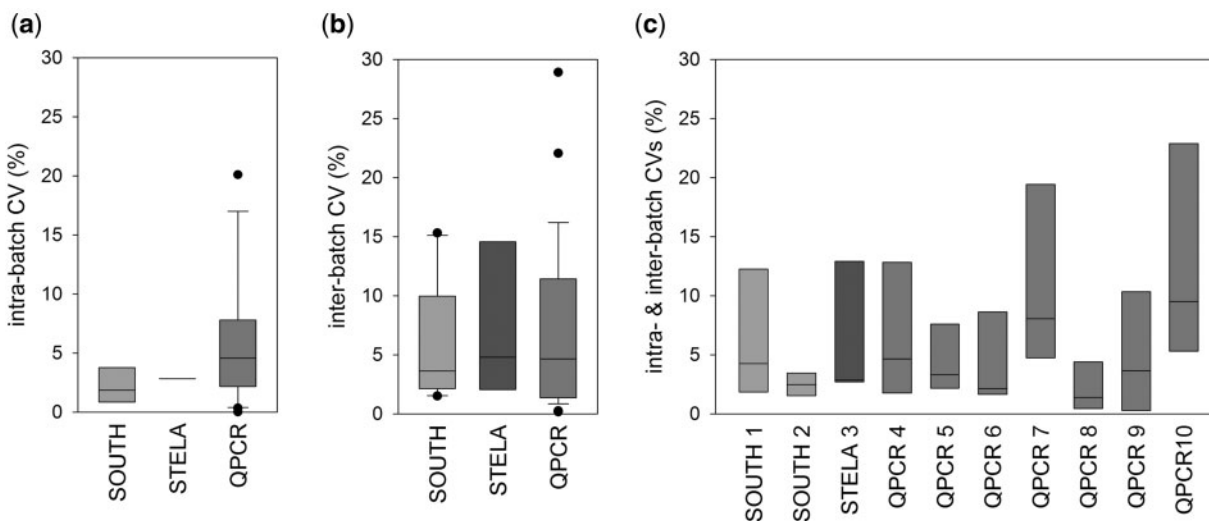 (a)
intra-batch CV (%)
30
25
20
15
10
5
0
SOUTH
STELA
QPCR
(b)
inter-batch CV (%)
30
25
20
15
10
5
0
SOUTH
STELA
QPCR
(c)
intra- & inter-batch CVs (%)
30
25
20
15
10
5
0
SOUTH 1
SOUTH 2
STELA 3
QPCR 4
QPCR 5
QPCR 6
QPCR 7
QPCR 8
QPCR 9
QPCR10